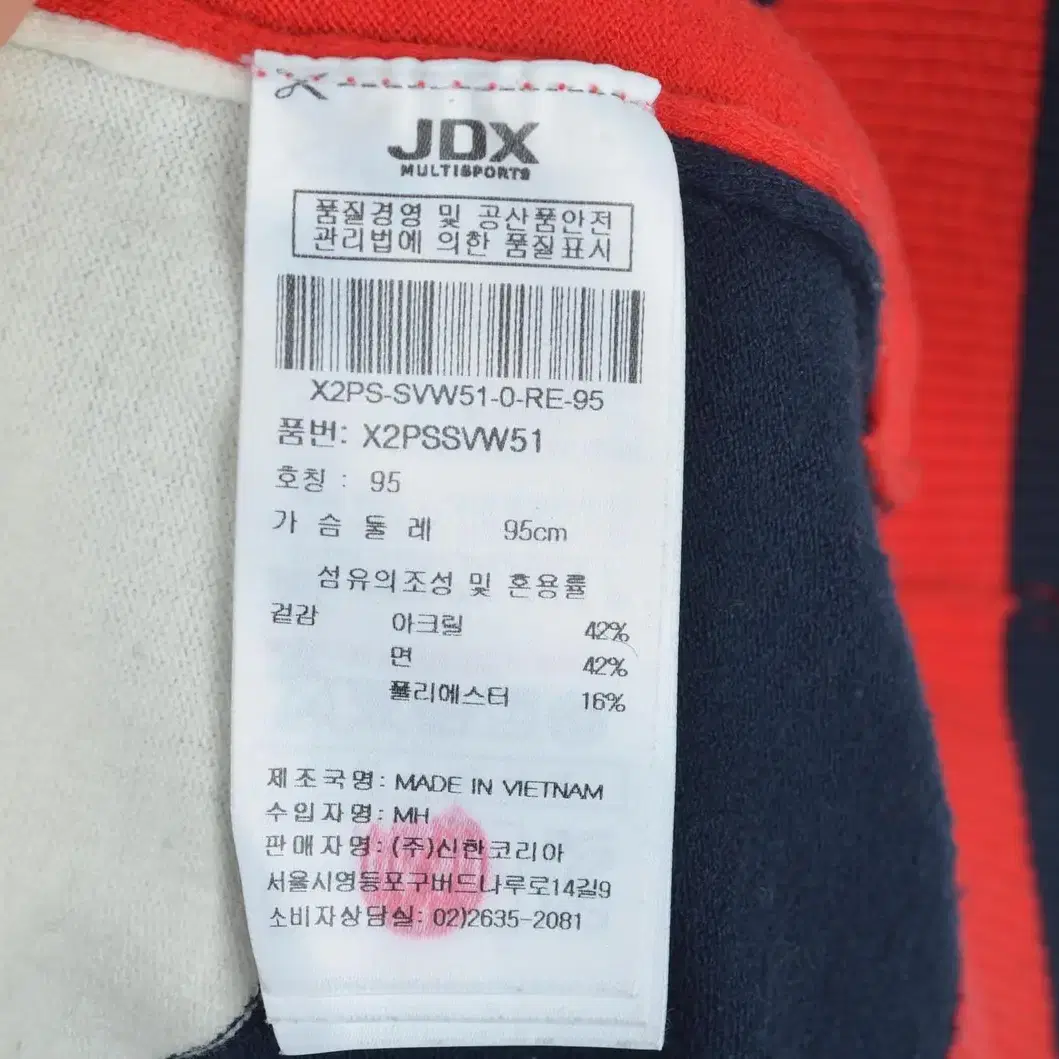 JDX
MULTISPORTS
품질경영 및 공산품안전
관리법에 의한 품질표시
X2PS-SVW51-0-RE-95
품번: X2PSSVW51
호칭 : 95
가 슴 둘 레 95cm
섬유의조성 및 혼용률
겉감 아크릴 42%
면 42%
폴리에스터 16%
제조국명: MADE IN VIETNAM
수입자명: MH
판매자명: (주)신한코리아
서울시영등포구버드나루로14길9
소비자상담실: 02)2635-2081